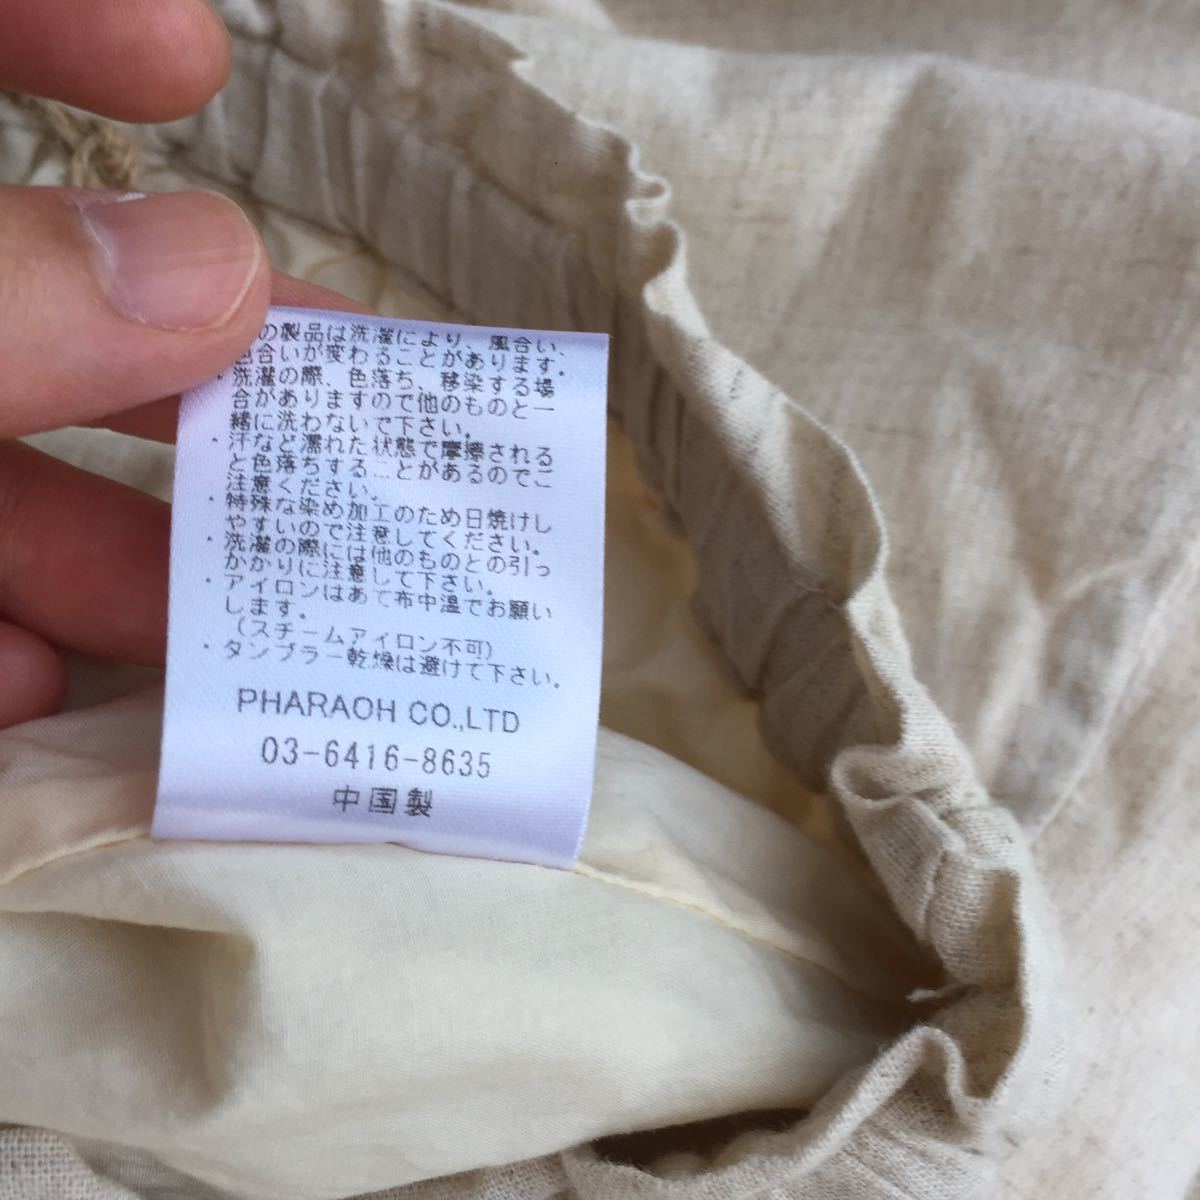 の製品は洗濯により、風合い、
色合いが変わることがあります。
・洗濯の際、色落ち、移染する場
合がありますので他のものと一
緒に洗わないで下さい。
・汗など濡れた状態で摩擦される
と色落ちする…ことがあるのでご
注意ください。
・特殊な染め加工のため日焼けし
やすいので注意してください。
・洗濯の際には他のものとの引っ
かかりに注意して下さい。
・アイロンはあて布中温でお願い
します。
(スチームアイロン不可)
・タンブラー乾燥は避けて下さい。
PHARAOH CO.,LTD
03-6416-8635
中国製